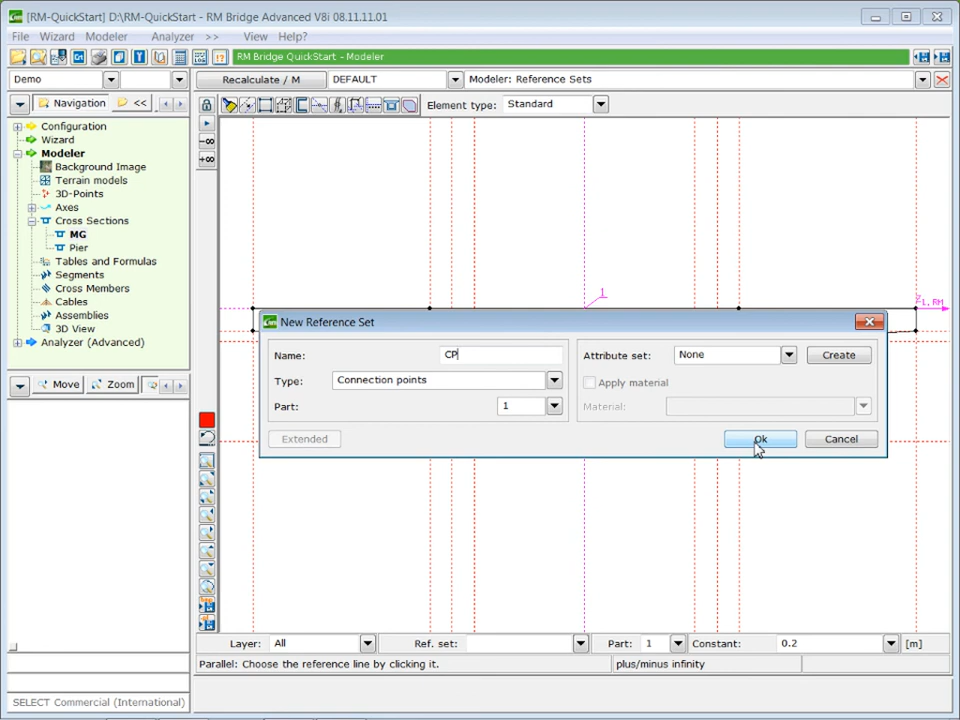 [RM-QuickStart] D:\RM-QuickStart - RM Bridge Advanced V8i 08.11.11.01
File Wizard Modeler Analyzer >> View Help?
RM Bridge QuickStart - Modeler
Demo Recalculate / M DEFAULT Modeler: Reference Sets
Navigation << Element type: Standard
Configuration
Wizard
Modeler
Background Image
Terrain models
3D-Points
Axes
Cross Sections
MG
Pier
Tables and Formulas
Segments
Cross Members
Cables
Assemblies
3D View
Analyzer (Advanced)
Move Zoom
-∞
+∞
1
1, RM
New Reference Set
Name: CP Attribute set: None Create
Type: Connection points Apply material
Part: 1 Material:
Extended Ok Cancel
Layer: All Ref. set: Part: 1 Constant: 0.2 [m]
Parallel: Choose the reference line by clicking it. plus/minus infinity
SELECT Commercial (International)